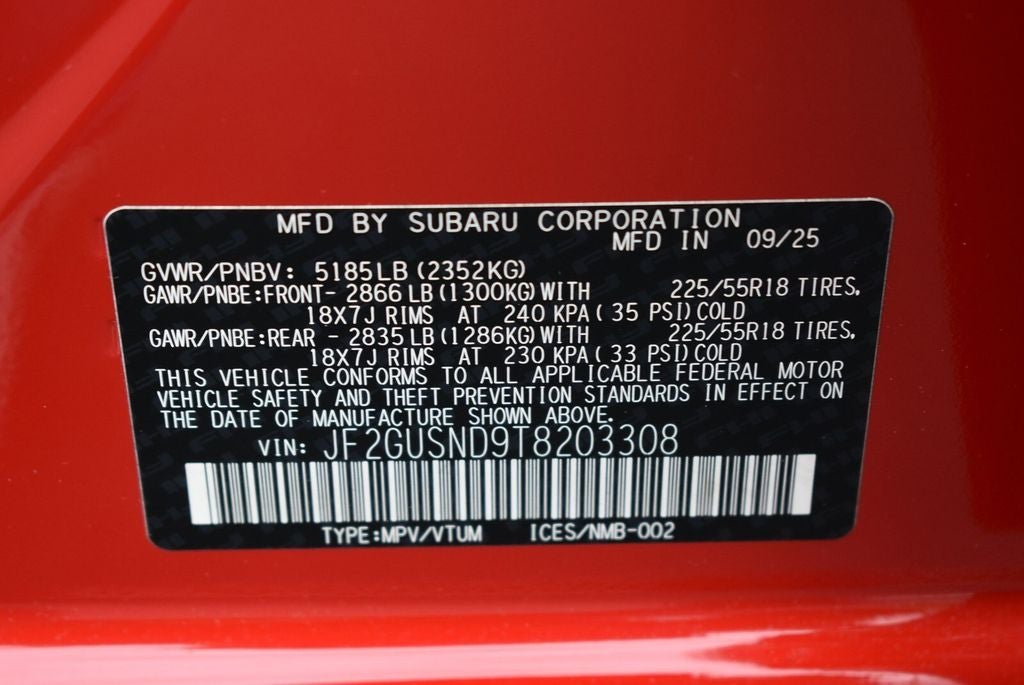 MFD BY SUBARU CORPORATION
MFD IN 09/25
GVWR/PNBV: 5185LB (2352KG)
GAWR/PNBE:FRONT- 2866 LB (1300KG) WITH 225/55R18 TIRES.
18X7J RIMS AT 240 KPA ( 35 PSI) COLD
GAWR/PNBE:REAR - 2835 LB (1286KG) WITH 225/55R18 TIRES.
18X7J RIMS AT 230 KPA ( 33 PSI) COLD
THIS VEHICLE CONFORMS TO ALL APPLICABLE FEDERAL MOTOR
VEHICLE SAFETY AND THEFT PREVENTION STANDARDS IN EFFECT ON
THE DATE OF MANUFACTURE SHOWN ABOVE.
VIN: JF2GUSND9T8203308
TYPE:MPV/VTUM ICES/NMB-002